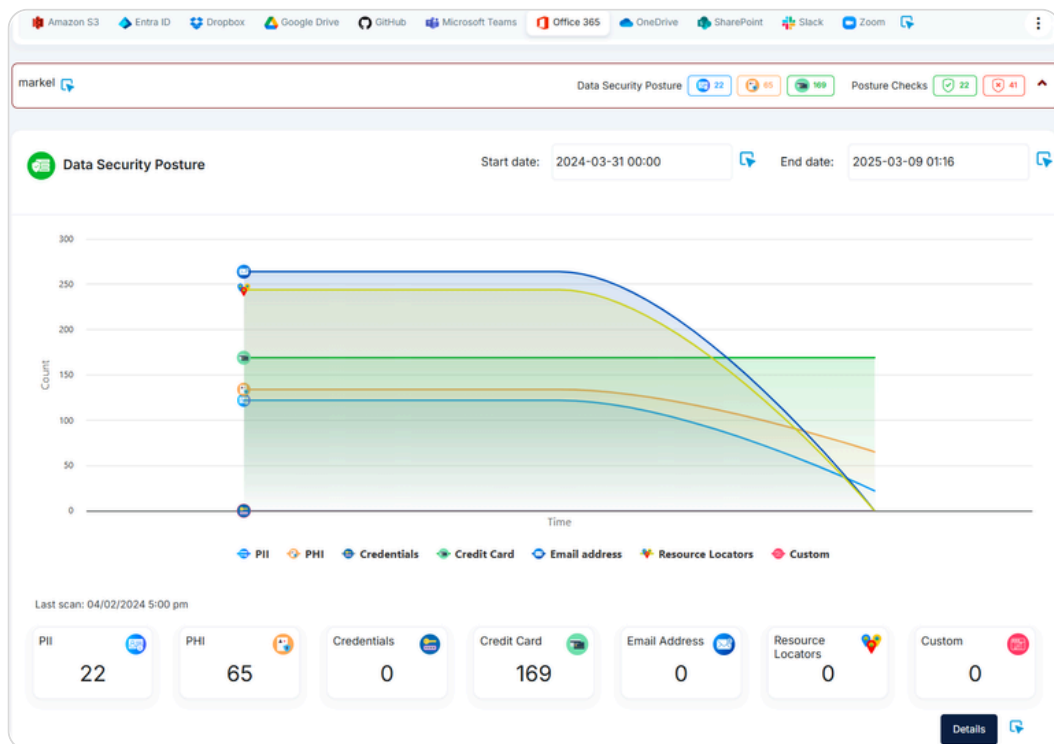 Amazon S3 Entra ID Dropbox Google Drive GitHub Microsoft Teams Office 365 OneDrive SharePoint Slack Zoom
markel Data Security Posture 22 65 169 Posture Checks 22 41
Data Security Posture Start date: 2024-03-31 00:00 End date: 2025-03-09 01:16
300
250
200
150
100
50
0
Count
Time
PII PHI Credentials Credit Card Email address Resource Locators Custom
Last scan: 04/02/2024 5:00 pm
PII
22
PHI
65
Credentials
0
Credit Card
169
Email Address
0
Resource
Locators
0
Custom
0
Details